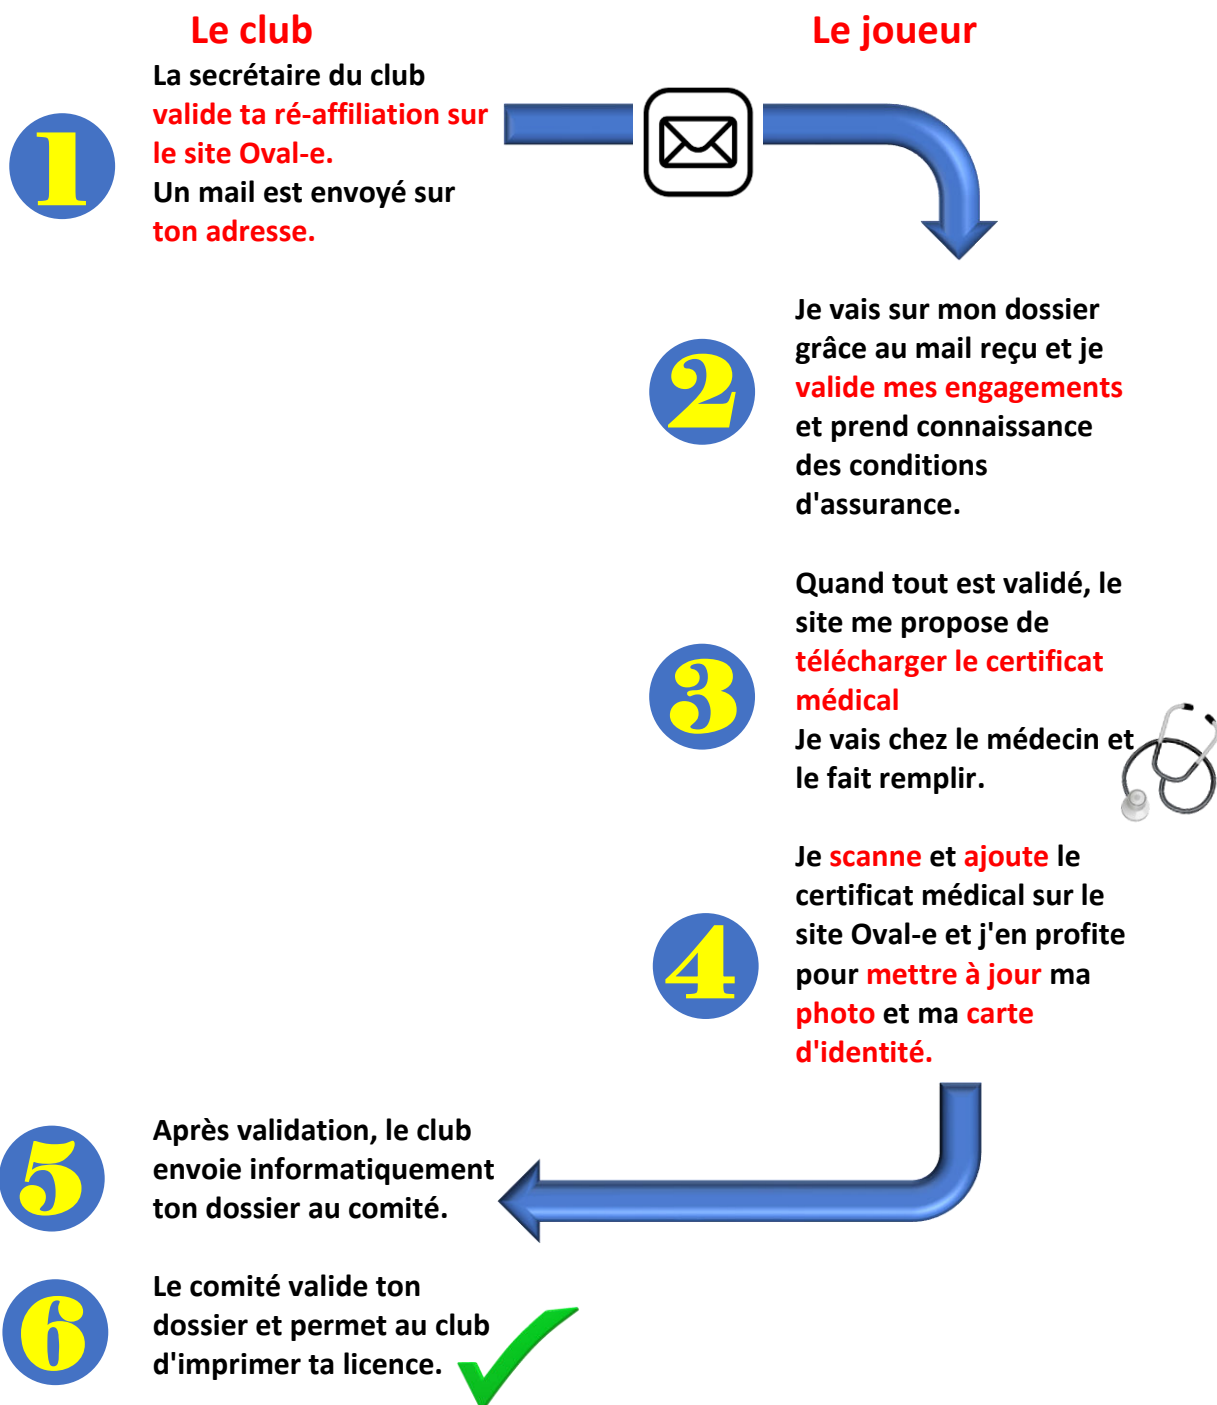 Le club
Le joueur
1
La secrétaire du club
valide ta ré-affiliation sur
le site Oval-e.
Un mail est envoyé sur
ton adresse.
2
Je vais sur mon dossier
grâce au mail reçu et je
valide mes engagements
et prend connaissance
des conditions
d'assurance.
3
Quand tout est validé, le
site me propose de
télécharger le certificat
médical
Je vais chez le médecin et
le fait remplir.
4
Je scanne et ajoute le
certificat médical sur le
site Oval-e et j'en profite
pour mettre à jour ma
photo et ma carte
d'identité.
5
Après validation, le club
envoie informatiquement
ton dossier au comité.
6
Le comité valide ton
dossier et permet au club
d'imprimer ta licence.